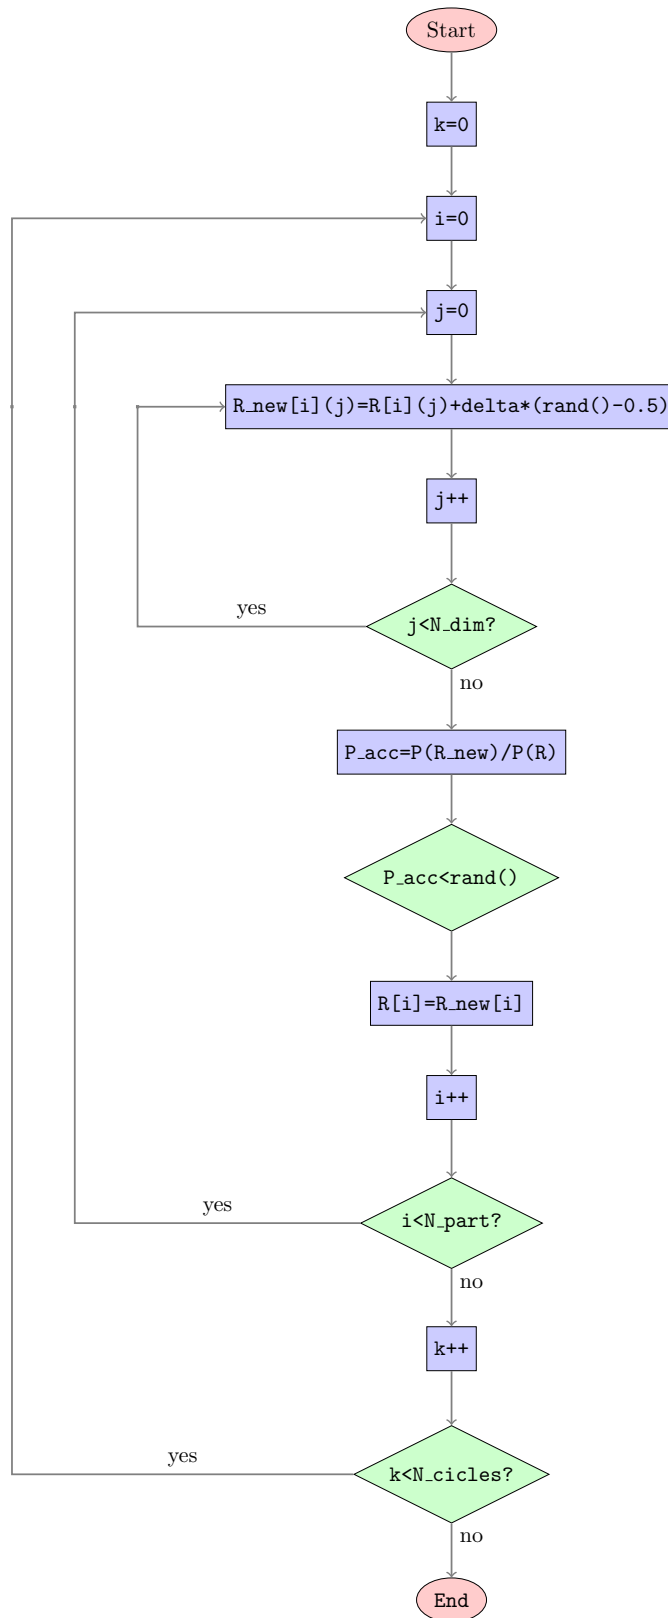 Start
k=0
i=0
j=0
R_new[i](j)=R[i](j)+delta*(rand()-0.5)
j++
yes
j<N_dim?
no
P_acc=P(R_new)/P(R)
P_acc<rand()
R[i]=R_new[i]
i++
yes
i<N_part?
no
k++
yes
k<N_cicles?
no
End